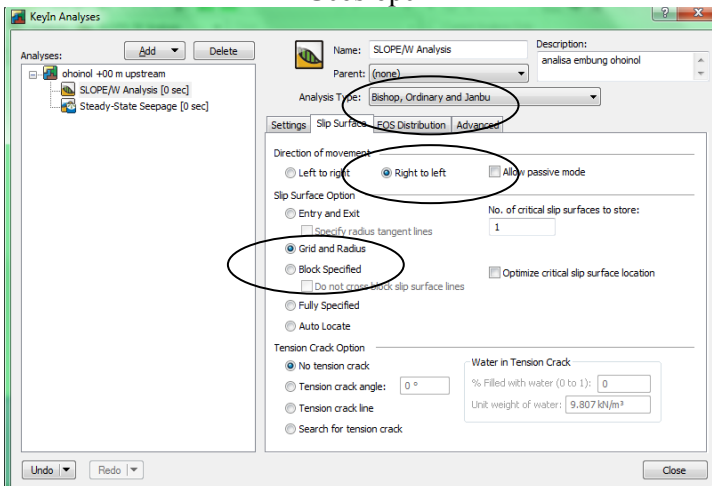 KeyIn Analyses
Analyses:
Add
Delete
ohoinol +00 m upstream
SLOPE/W Analysis [0 sec]
Steady-State Seepage [0 sec]
Name: SLOPE/W Analysis
Description:
analisa embung ohoinol
Parent: (none)
Analysis Type: Bishop, Ordinary and Janbu
Settings Slip Surface FOS Distribution Advanced
Direction of movement
Left to right Right to left Allow passive mode
Slip Surface Option
Entry and Exit
Specify radius tangent lines
No. of critical slip surfaces to store:
1
Grid and Radius
Block Specified
Do not cross block slip surface lines
Optimize critical slip surface location
Fully Specified
Auto Locate
Tension Crack Option
No tension crack
Tension crack angle: 0 °
Tension crack line
Search for tension crack
Water in Tension Crack
% Filled with water (0 to 1): 0
Unit weight of water: 9.807 kN/m³
Undo
Redo
Close